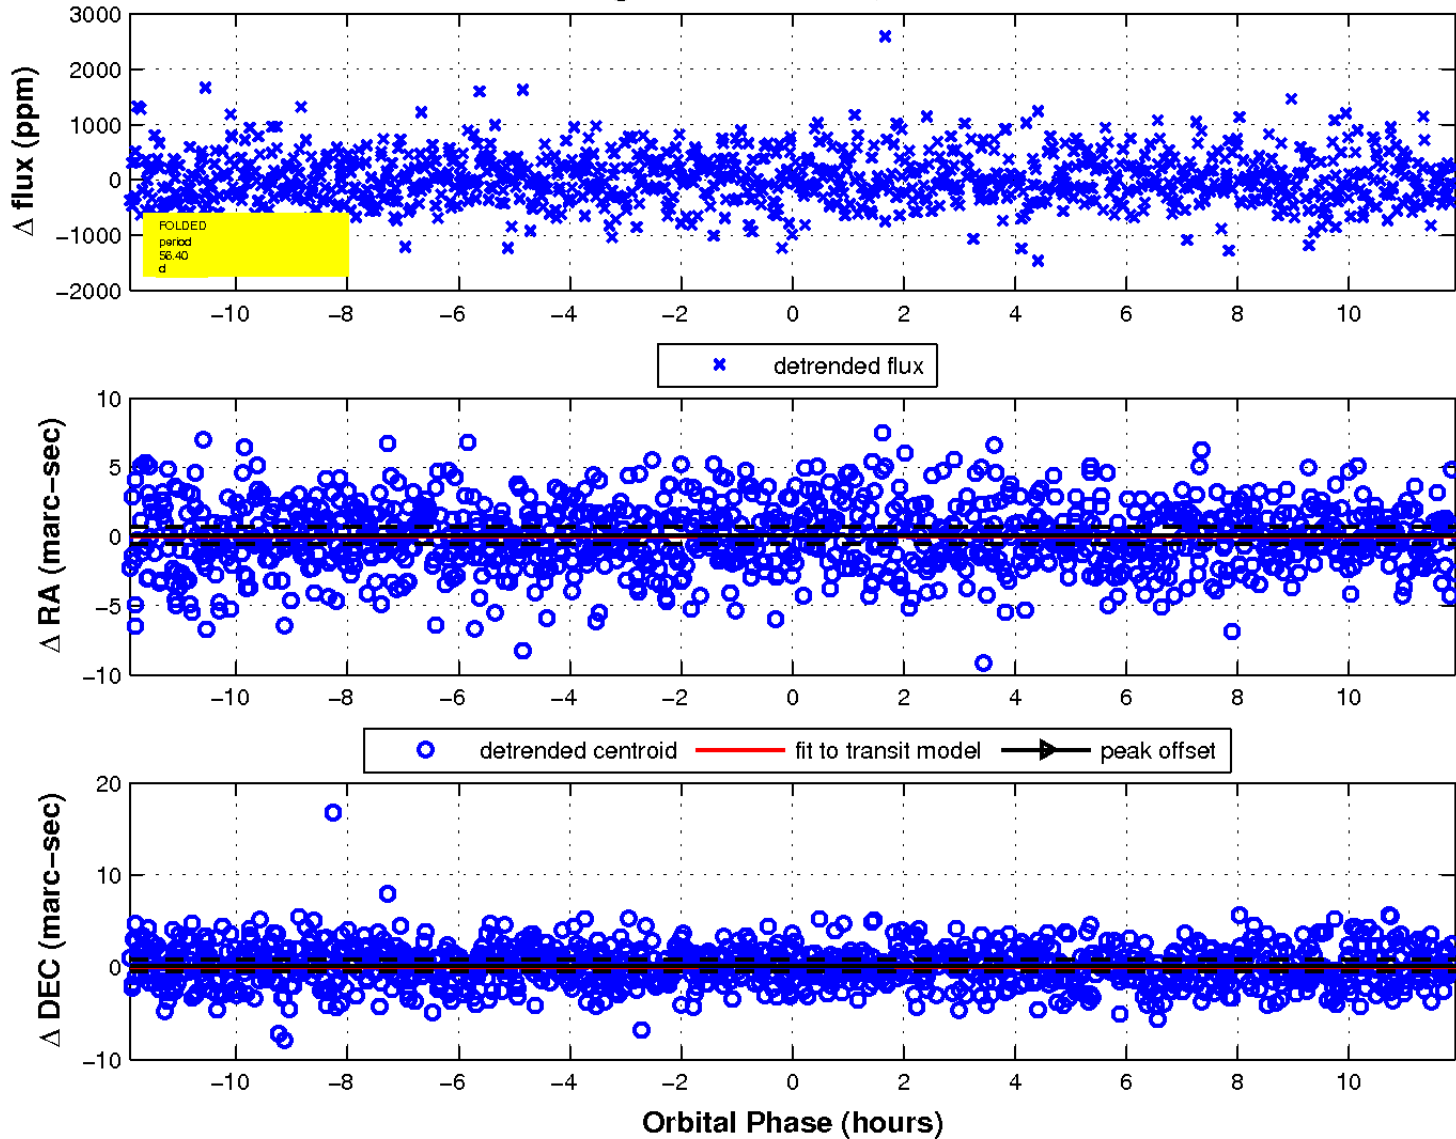 3000
2000
1000
0
−1000
−2000
Δ flux (ppm)
FOLDED
period
56.40
d
−10 −8 −6 −4 −2 0 2 4 6 8 10
detrended flux
10
5
0
−5
−10
Δ RA (marc−sec)
−10 −8 −6 −4 −2 0 2 4 6 8 10
detrended centroid fit to transit model peak offset
20
10
0
−10
Δ DEC (marc−sec)
−10 −8 −6 −4 −2 0 2 4 6 8 10
Orbital Phase (hours)